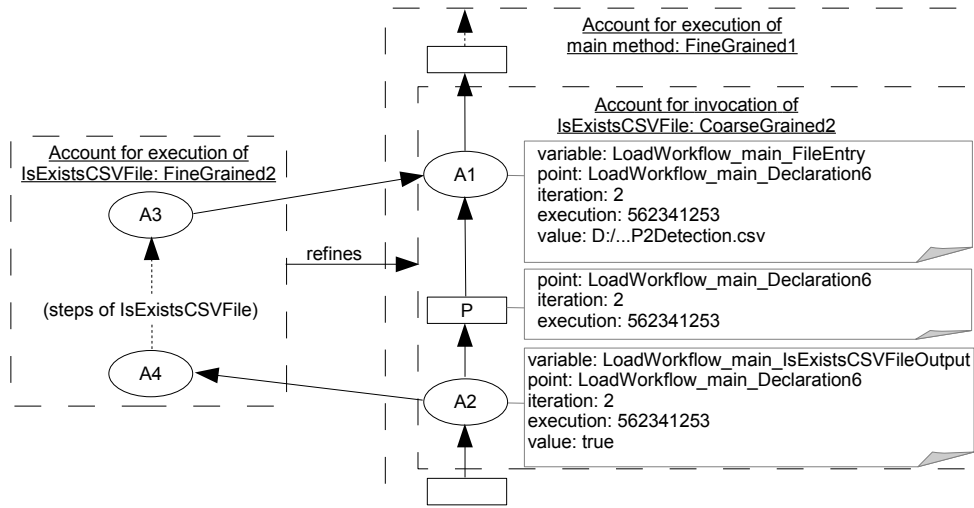 Account for execution of
main method: FineGrained1
Account for invocation of
IsExistsCSVFile: CoarseGrained2
Account for execution of
IsExistsCSVFile: FineGrained2
A1
variable: LoadWorkflow_main_FileEntry
point: LoadWorkflow_main_Declaration6
iteration: 2
execution: 562341253
value: D:/...P2Detection.csv
A3
refines
(steps of IsExistsCSVFile)
P
point: LoadWorkflow_main_Declaration6
iteration: 2
execution: 562341253
A4
A2
variable: LoadWorkflow_main_IsExistsCSVFileOutput
point: LoadWorkflow_main_Declaration6
iteration: 2
execution: 562341253
value: true